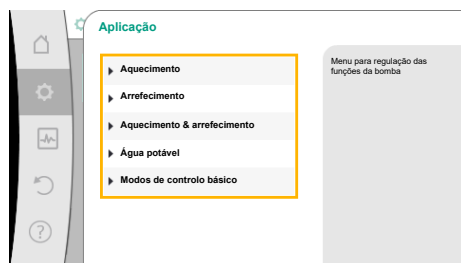 Aplicação
Aquecimento
Arrefecimento
Aquecimento & arrefecimento
Água potável
Modos de controlo básico
Menu para regulação das
funções da bomba